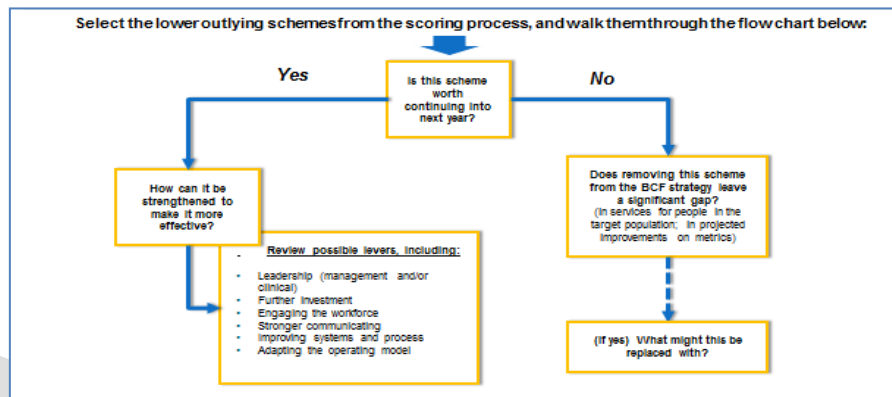 Select the lower outlying schemes from the scoring process, and walk them through the flow chart below:
Yes
No
Is this scheme
worth
continuing into
next year?
How can it be
strengthened to
make it more
effective?
Does removing this scheme
from the BCF strategy leave
a significant gap?
(In services for people in the
target population; in projected
improvements on metrics)
Review possible levers, including:
Leadership (management and/or
clinical)
Further investment
Engaging the workforce
Stronger communicating
Improving systems and process
Adapting the operating model
(If yes) What might this be
replaced with?